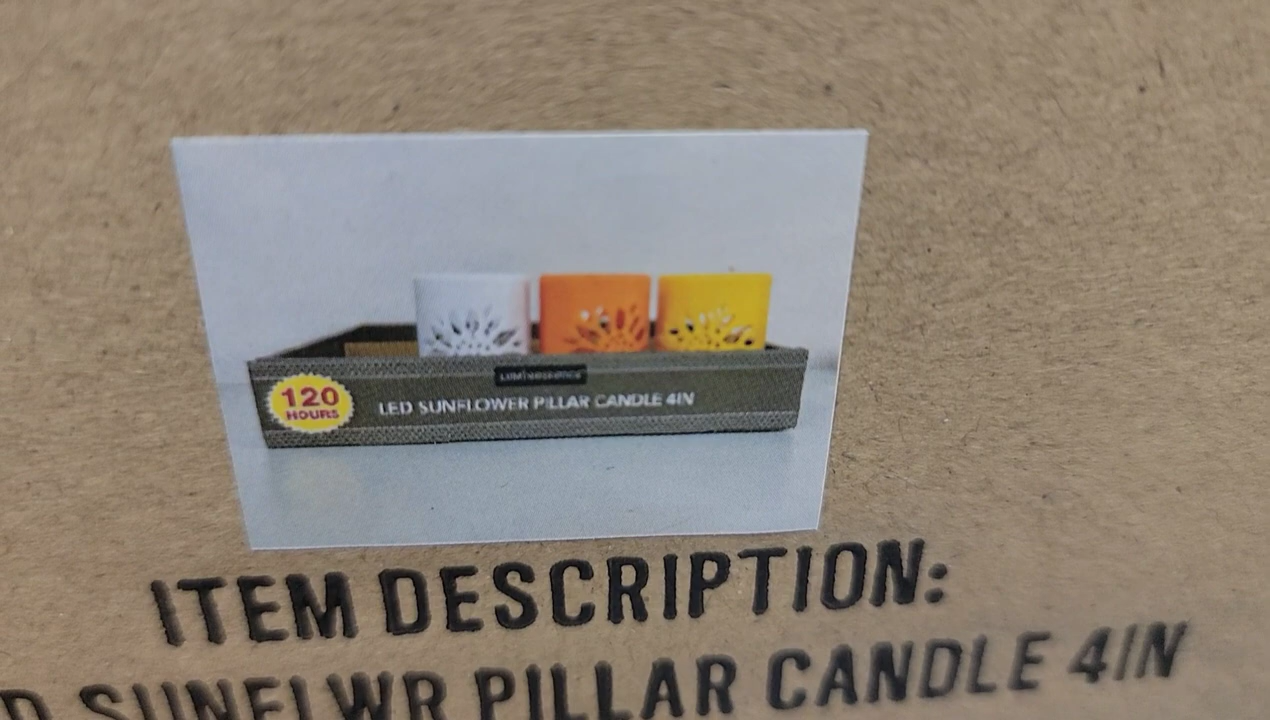 120
HOURS
LED SUNFLOWER PILLAR CANDLE 4IN
ITEM DESCRIPTION:
D SUNFLWR PILLAR CANDLE 4IN